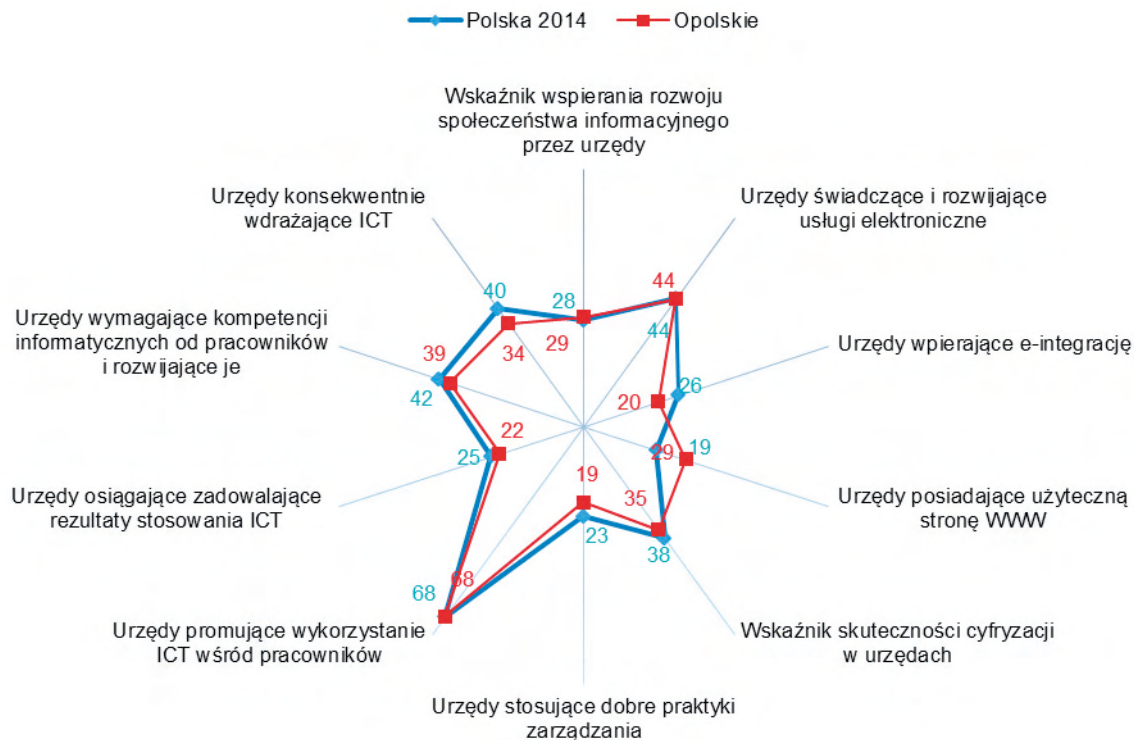 Polska 2014 Opolskie
Wskaźnik wspierania rozwoju
społeczeństwa informacyjnego
przez urzędy
Urzędy konsekwentnie
wdrażające ICT
Urzędy świadczące i rozwijające
usługi elektroniczne
40
28
44
Urzędy wymagające kompetencji
informatycznych od pracowników
i rozwijające je
39
34
29
44
Urzędy wpierające e-integrację
42
20
26
22
25
29
19
Urzędy osiągające zadowalające
rezultaty stosowania ICT
Urzędy posiadające użyteczną
stronę WWW
19
35
23
38
68
68
Urzędy promujące wykorzystanie
ICT wśród pracowników
Wskaźnik skuteczności cyfryzacji
w urzędach
Urzędy stosujące dobre praktyki
zarządzania